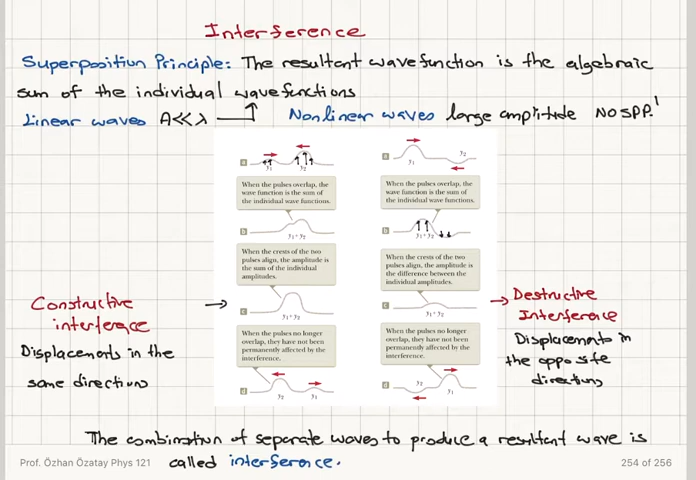 Interference
Superposition Principle: The resultant wavefunction is the algebraic
sum of the individual wavefunctions
Linear waves A<<λ Nonlinear waves large amplitude NO SPP!
a y₁ y₂
When the pulses overlap, the
wave function is the sum of
the individual wave functions.
b y₁+y₂
When the crests of the two
pulses align, the amplitude is
the sum of the individual
amplitudes.
c y₁+y₂
When the pulses no longer
overlap, they have not been
permanently affected by the
interference.
d y₂ y₁
a y₁ y₂
When the pulses overlap, the
wave function is the sum of
the individual wave functions.
b y₁+y₂
When the crests of the two
pulses align, the amplitude is
the difference between the
individual amplitudes.
c y₁+y₂
When the pulses no longer
overlap, they have not been
permanently affected by the
interference.
d y₂ y₁
Constructive
interference
Displacements in the
same directions
Destructive
Interference
Displacements in
the opposite
directions
The combination of separate waves to produce a resultant wave is
called interference.
Prof. Özhan Özatay Phys 121
254 of 256